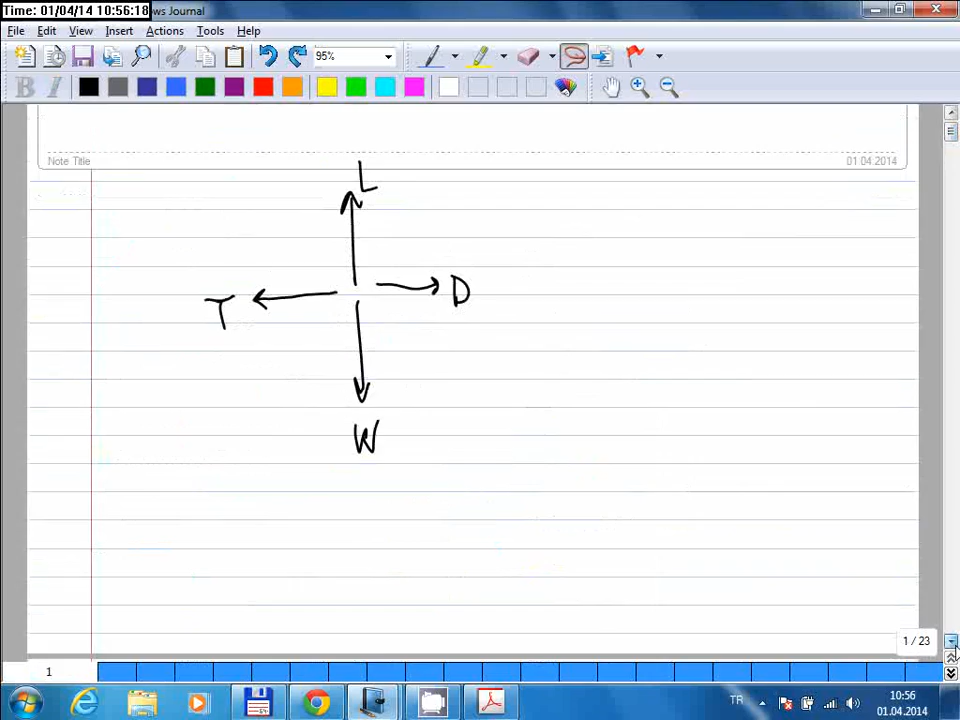 Time: 01/04/14 10:56:18
ws Journal
File Edit View Insert Actions Tools Help
95%
B I
Note Title
01.04.2014
L
T
D
W
1 / 23
1
TR
10:56
01.04.2014